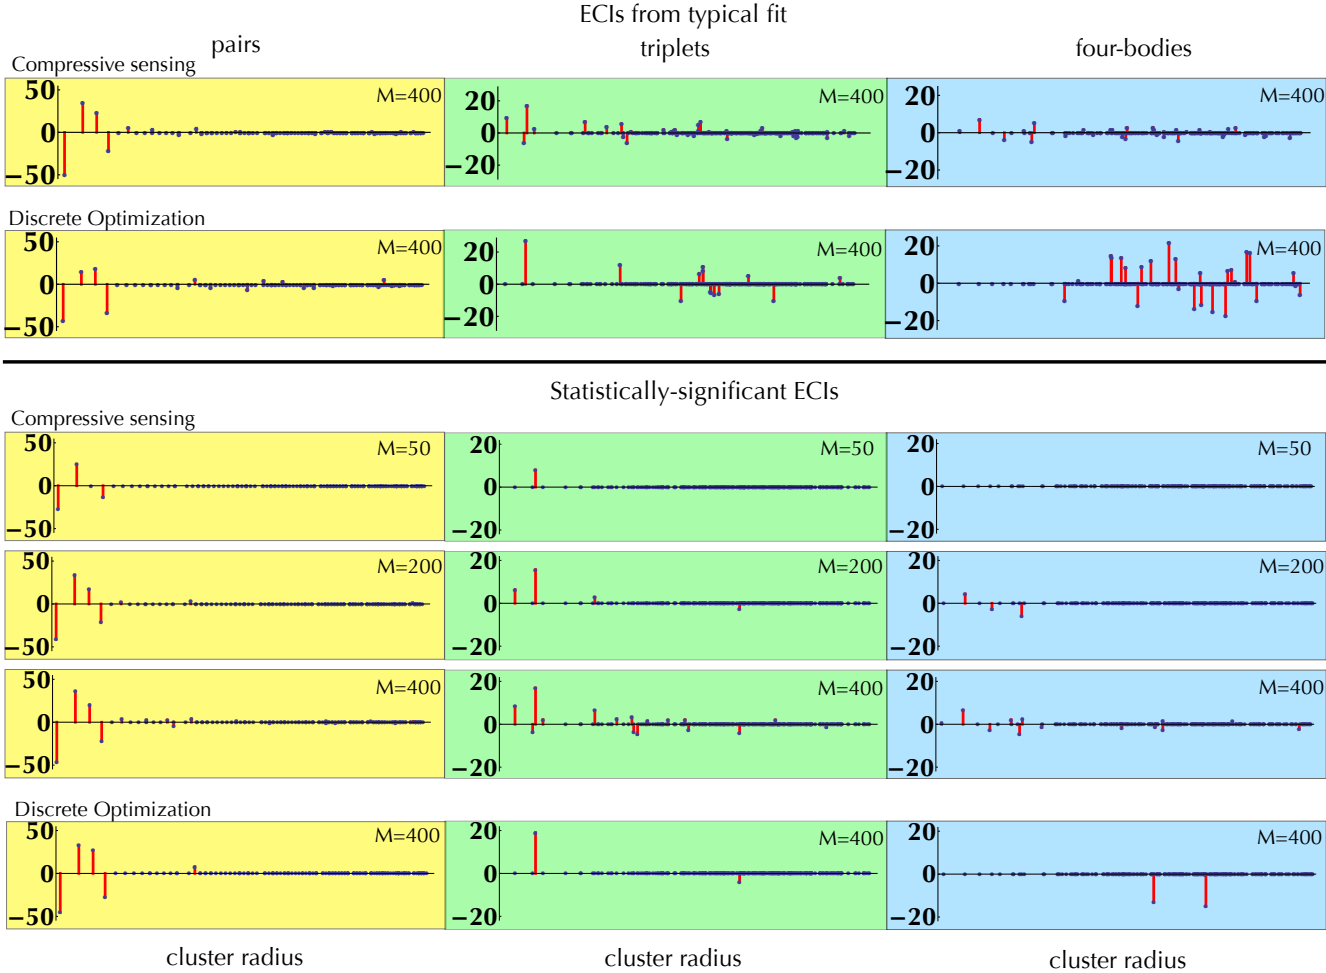 ECIs from typical fit
pairs triplets four-bodies
Compressive sensing
50 M=400 20 M=400 20 M=400
0 0 0
−50 −20 −20
Discrete Optimization
50 M=400 20 M=400 20 M=400
0 0 0
−50 −20 −20
Statistically-significant ECIs
Compressive sensing
50 M=50 20 M=50 20 M=50
0 0 0
−50 −20 −20
50 M=200 20 M=200 20 M=200
0 0 0
−50 −20 −20
50 M=400 20 M=400 20 M=400
0 0 0
−50 −20 −20
Discrete Optimization
50 M=400 20 M=400 20 M=400
0 0 0
−50 −20 −20
cluster radius cluster radius cluster radius